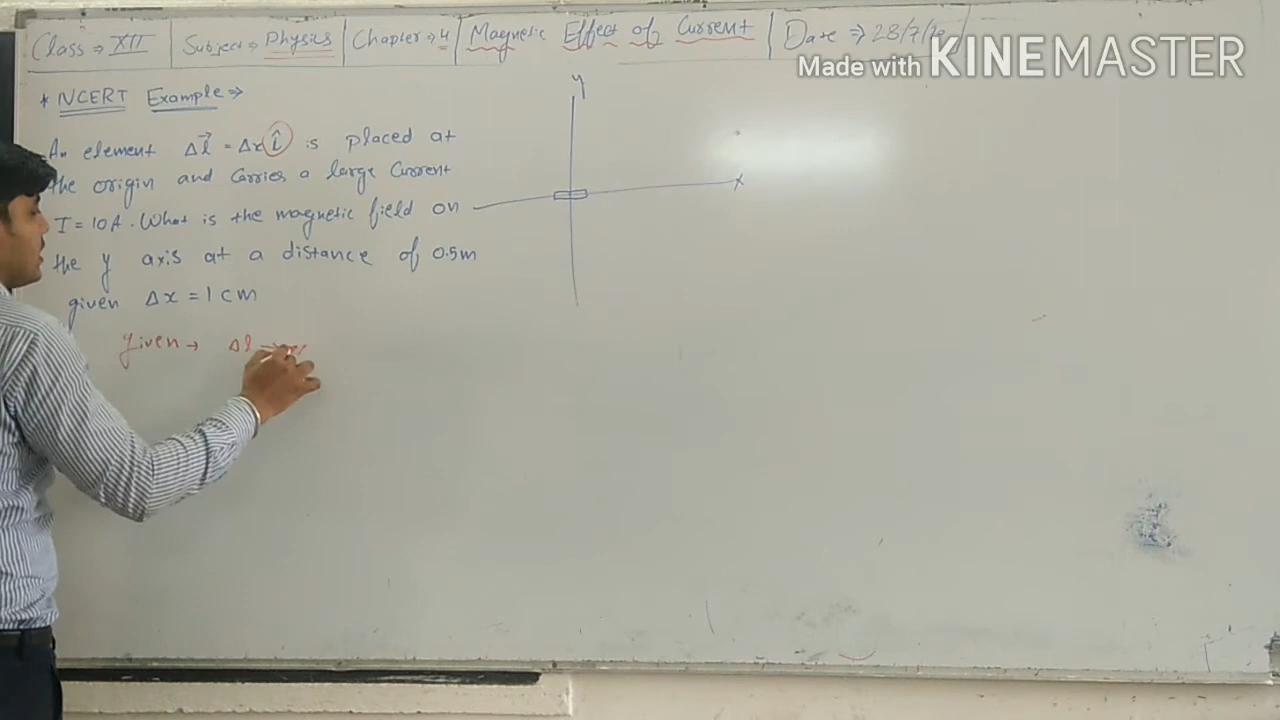 Class ⇒ XII | Subject ⇒ Physics | Chapter → 4 | Magnetic Effect of Current | Date ⇒ 28/7/
Made with KINEMASTER
* NCERT Example ⇒
An element Δl⃗ = Δx î is placed at
the origin and carries a large current
I = 10A. What is the magnetic field on
the y axis at a distance of 0.5m
given Δx = 1 cm
given → Δl
y
x